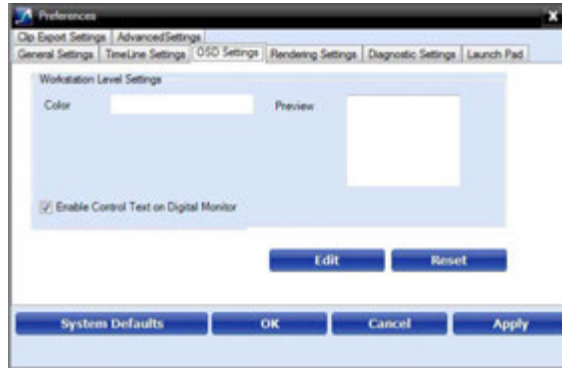 Preferences
Clip Export Settings AdvancedSettings
General Settings TimeLine Settings OSD Settings Rendering Settings Diagnostic Settings Launch Pad
Workstation Level Settings
Color Preview
Enable Control Text on Digital Monitor
Edit Reset
System Defaults OK Cancel Apply